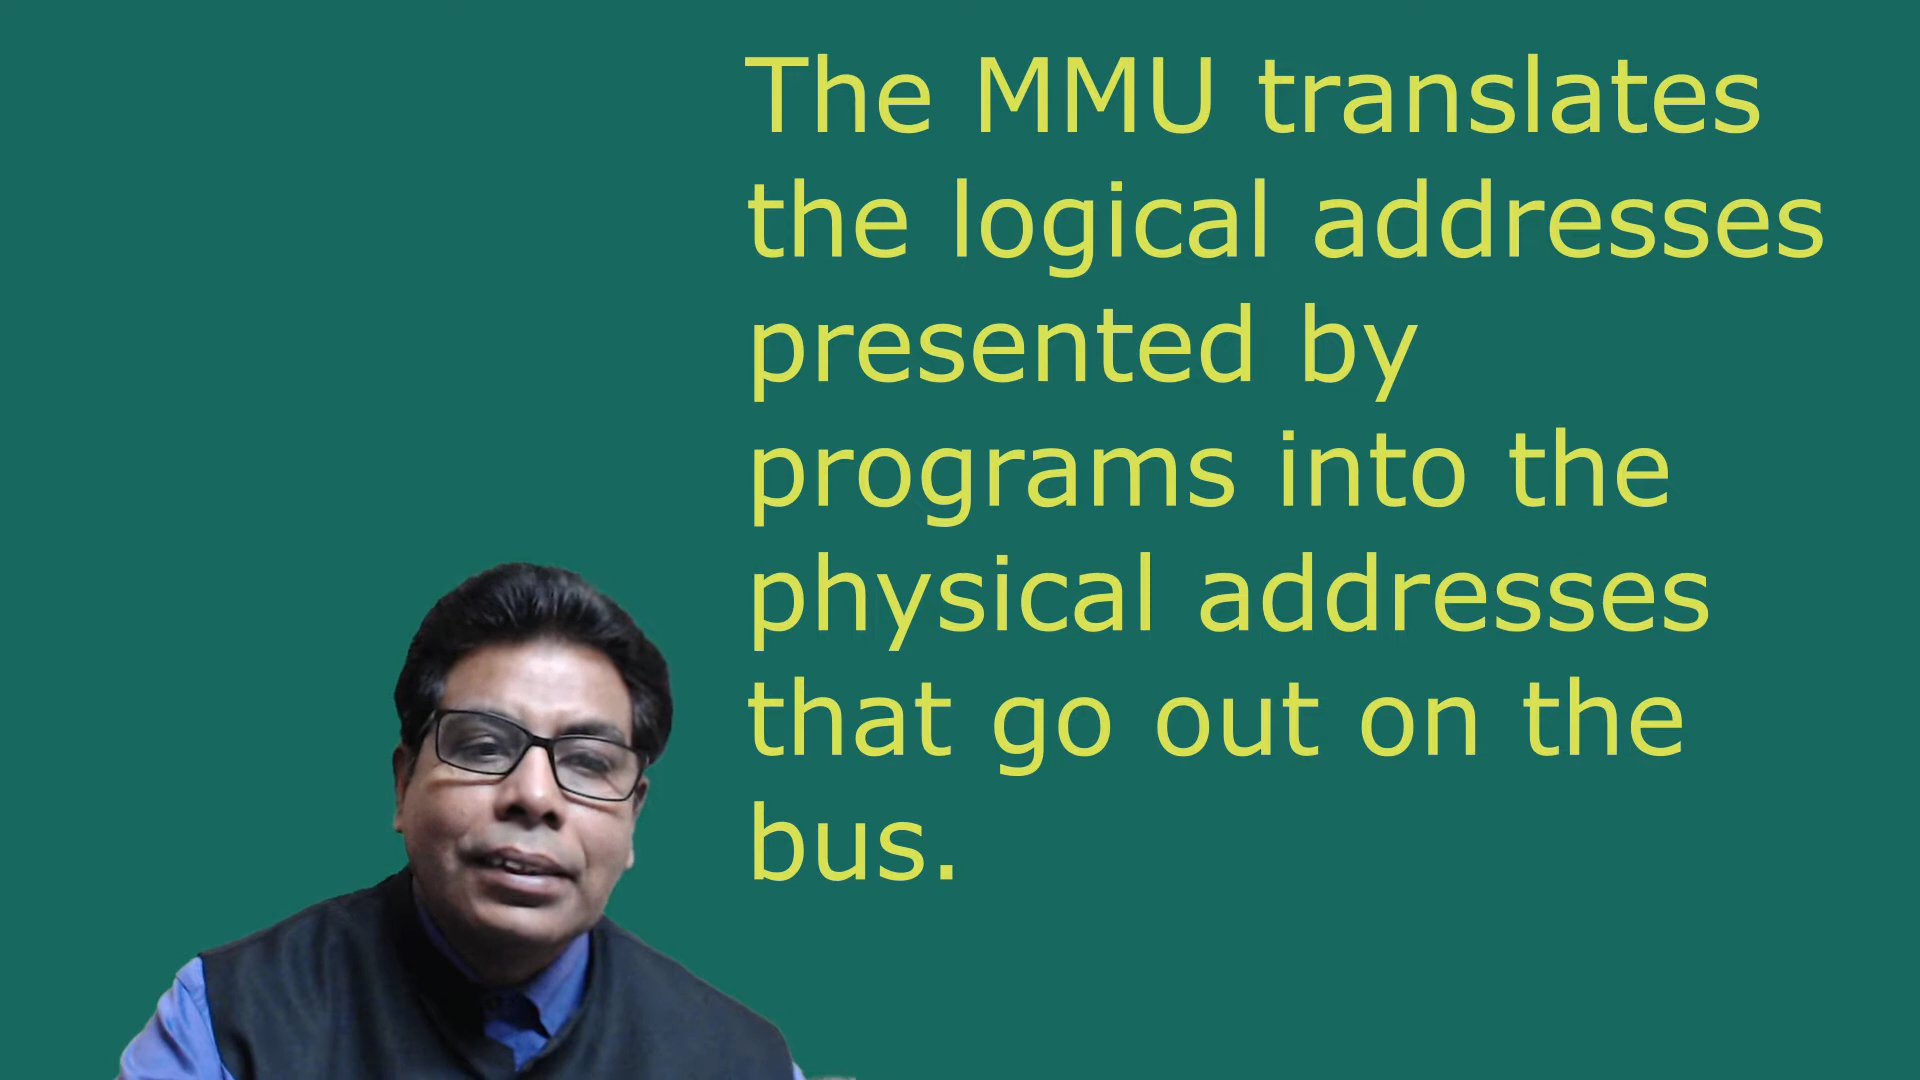 The MMU translates
the logical addresses
presented by
programs into the
physical addresses
that go out on the
bus.